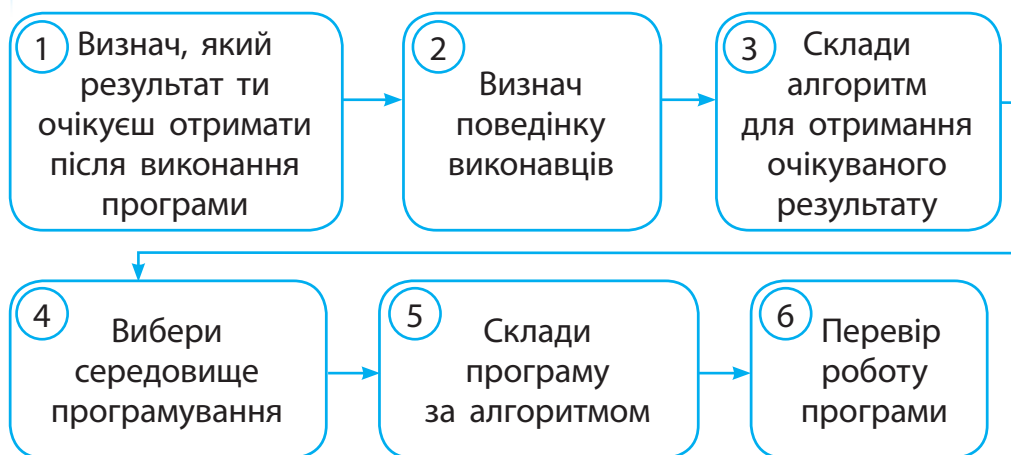 1 Визнач, який
результат ти
очікуєш отримати
після виконання
програми
2
Визнач
поведінку
виконавців
3 Склади
алгоритм
для отримання
очікуваного
результату
4
Вибери
середовище
програмування
5
Склади
програму
за алгоритмом
6 Перевір
роботу
програми